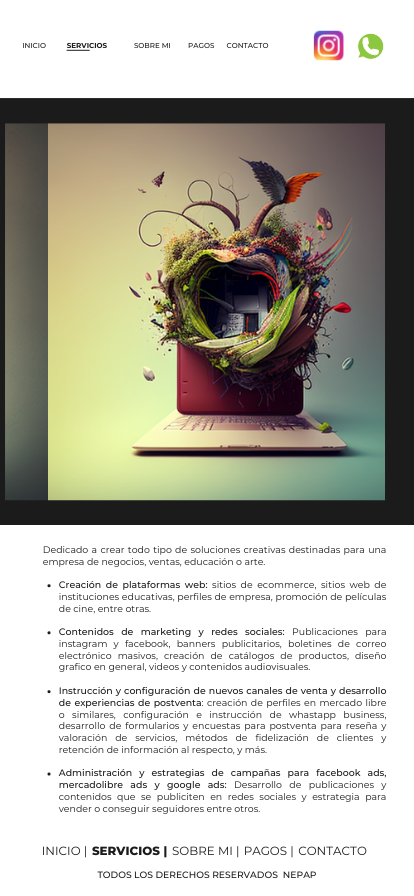 INICIO SERVICIOS SOBRE MI PAGOS CONTACTO
Dedicado a crear todo tipo de soluciones creativas destinadas para una
empresa de negocios, ventas, educación o arte.
• Creación de plataformas web: sitios de ecommerce, sitios web de
instituciones educativas, perfiles de empresa, promoción de películas
de cine, entre otras.
• Contenidos de marketing y redes sociales: Publicaciones para
instagram y facebook, banners publicitarios, boletines de correo
electrónico masivos, creación de catálogos de productos, diseño
grafico en general, videos y contenidos audiovisuales.
• Instrucción y configuración de nuevos canales de venta y desarrollo
de experiencias de postventa: creación de perfiles en mercado libre
o similares, configuración e instrucción de whastapp business,
desarrollo de formularios y encuestas para postventa para reseña y
valoración de servicios, métodos de fidelización de clientes y
retención de información al respecto, y más.
• Administración y estrategias de campañas para facebook ads,
mercadolibre ads y google ads: Desarrollo de publicaciones y
contenidos que se publiciten en redes sociales y estrategia para
vender o conseguir seguidores entre otros.
INICIO | SERVICIOS | SOBRE MI | PAGOS | CONTACTO
TODOS LOS DERECHOS RESERVADOS NEPAP